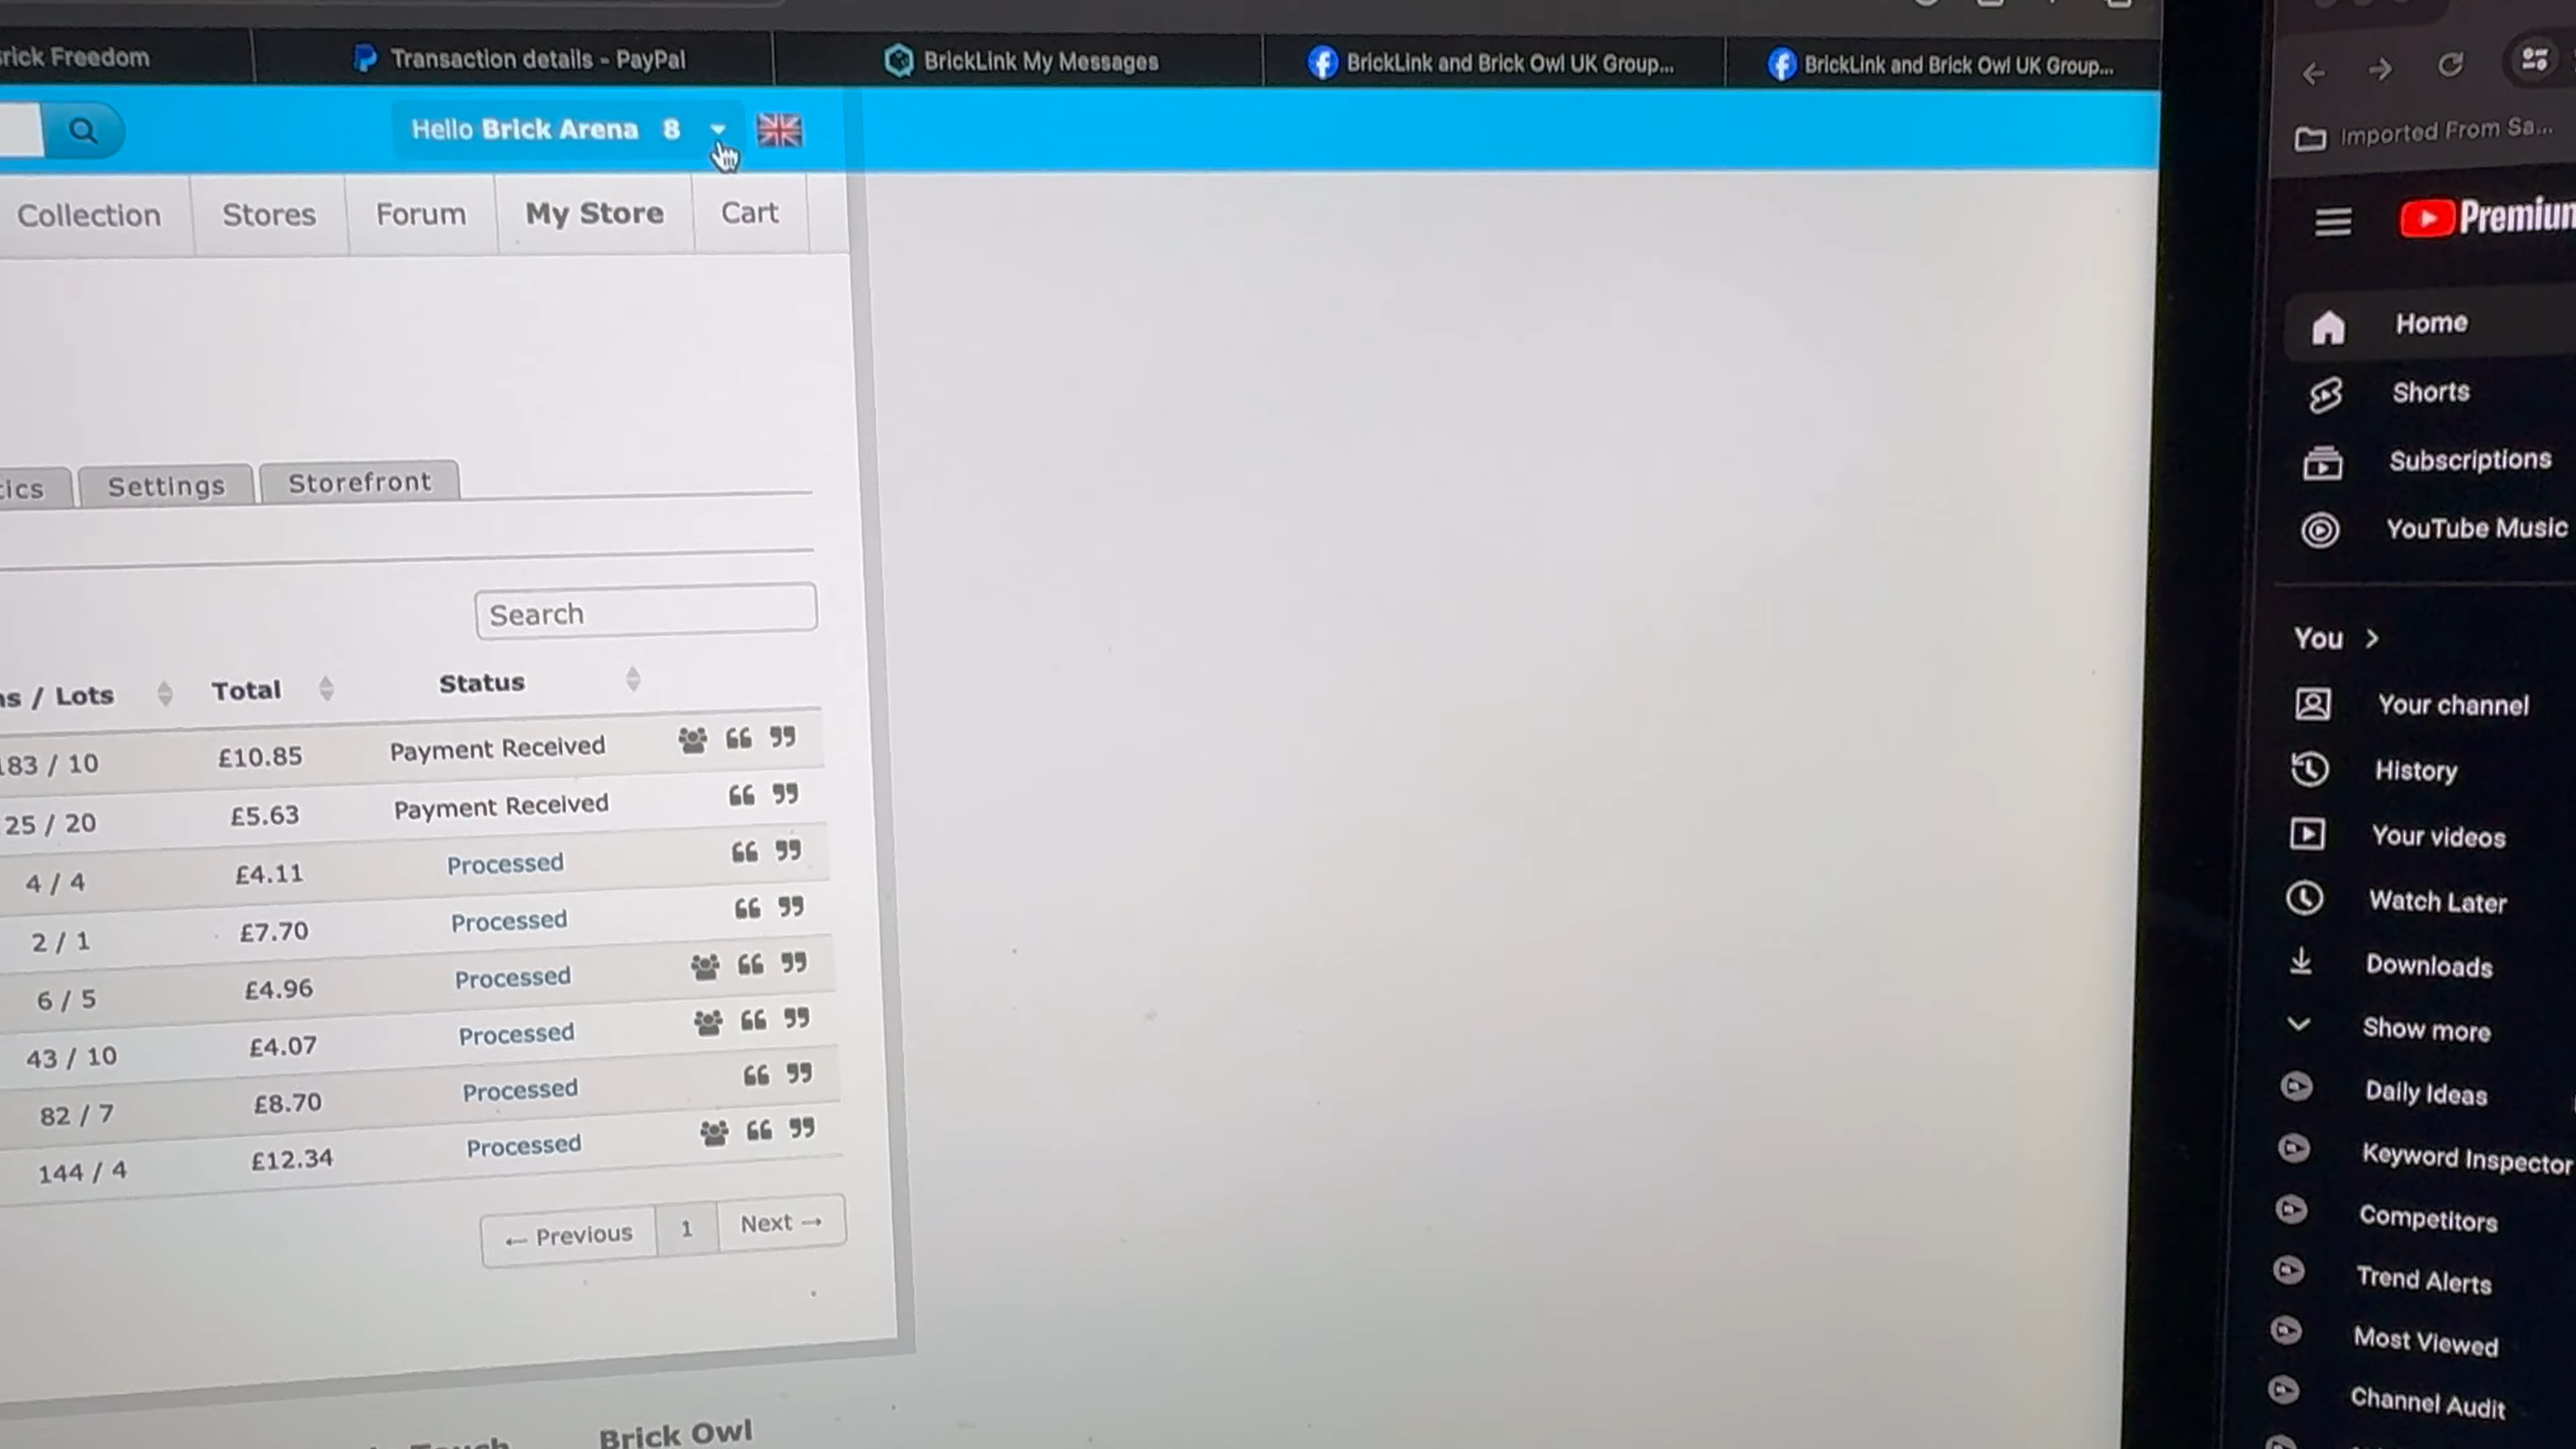 rick Freedom
Transaction details - PayPal
BrickLink My Messages
BrickLink and Brick Owl UK Group...
BrickLink and Brick Owl UK Group...
Hello Brick Arena 8
Collection
Stores
Forum
My Store
Cart
Settings
Storefront
Search
/ Lots
Total
Status
183 / 10 £10.85 Payment Received
25 / 20 £5.63 Payment Received
4 / 4 £4.11 Processed
2 / 1 £7.70 Processed
6 / 5 £4.96 Processed
43 / 10 £4.07 Processed
82 / 7 £8.70 Processed
144 / 4 £12.34 Processed
← Previous 1 Next →
Brick Owl
Imported From Sa...
Premium
Home
Shorts
Subscriptions
YouTube Music
You >
Your channel
History
Your videos
Watch Later
Downloads
Show more
Daily Ideas
Keyword Inspector
Competitors
Trend Alerts
Most Viewed
Channel Audit